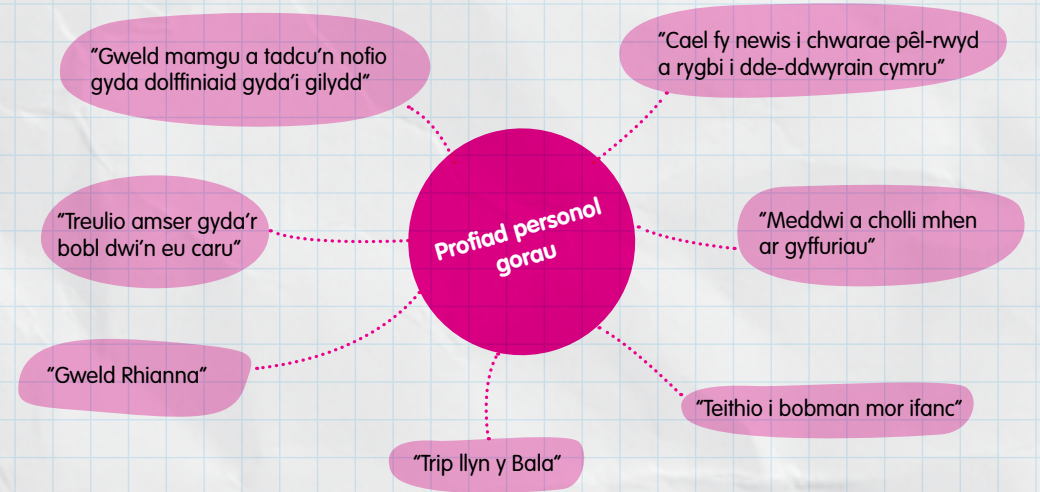 "Gweld mamgu a tadcu'n nofio
gyda dolffiniaid gyda'i gilydd"
"Cael fy newis i chwarae pêl-rwyd
a rygbi i dde-ddwyrain cymru"
"Treulio amser gyda'r
bobl dwi'n eu caru"
Profiad personol
gorau
"Meddwi a cholli mhen
ar gyffuriau"
"Gweld Rhianna"
"Teithio i bobman mor ifanc"
"Trip llyn y Bala"